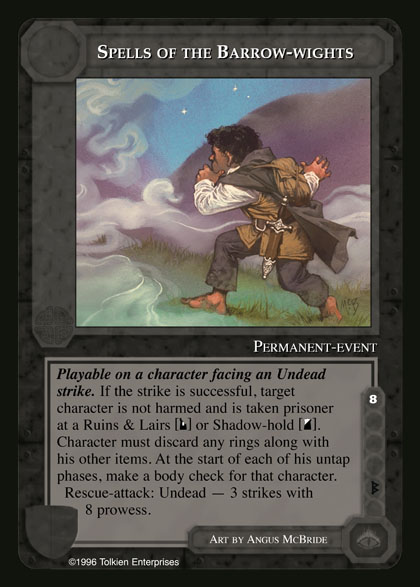 SPELLS OF THE BARROW-WIGHTS
PERMANENT-EVENT
Playable on a character facing an Undead
strike. If the strike is successful, target
character is not harmed and is taken prisoner
at a Ruins & Lairs [] or Shadow-hold [].
Character must discard any rings along with
his other items. At the start of each of his untap
phases, make a body check for that character.
Rescue-attack: Undead — 3 strikes with
8 prowess.
8
ART BY ANGUS MCBRIDE
©1996 Tolkien Enterprises